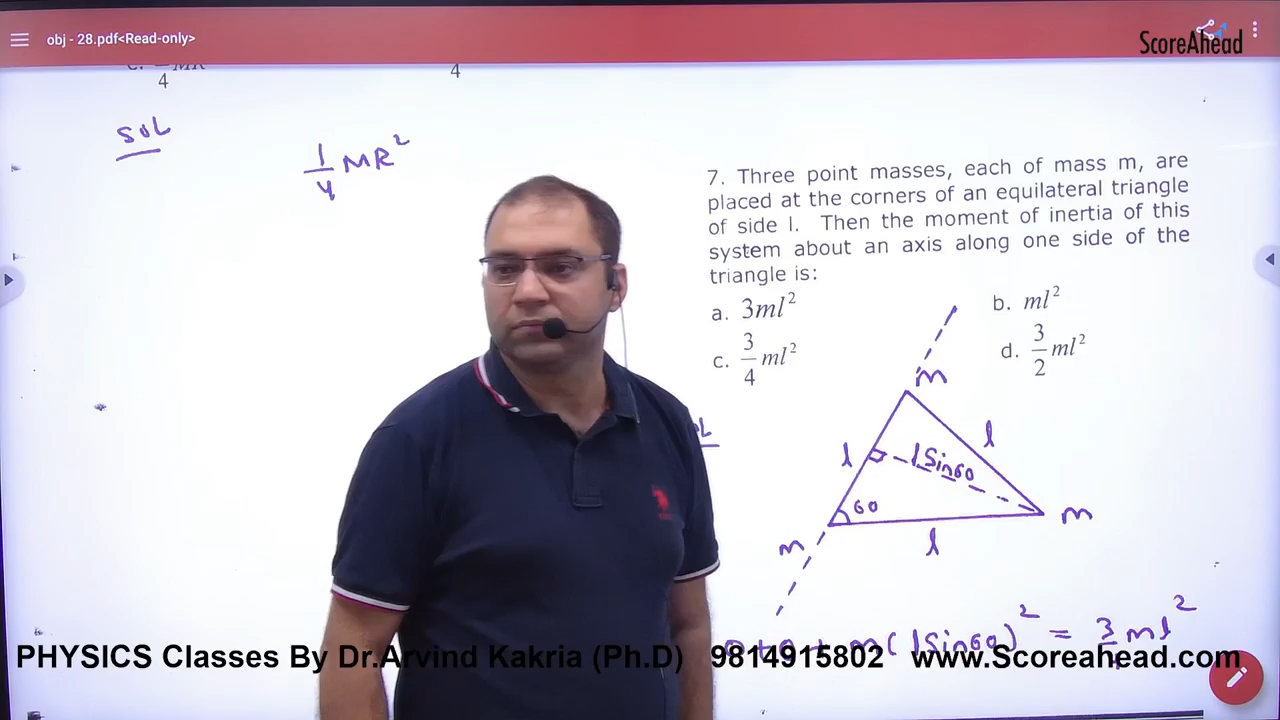 obj - 28.pdf<Read-only>
ScoreAhead
4
4
SOL
1/4 MR²
7. Three point masses, each of mass m, are
placed at the corners of an equilateral triangle
of side l. Then the moment of inertia of this
system about an axis along one side of the
triangle is:
a. 3ml²
b. ml²
c. 3/4 ml²
d. 3/2 ml²
m
l
l
l Sin60
60
m
m
l
m(l Sin60)² = 3/4 ml²
PHYSICS Classes By Dr.Arvind Kakria (Ph.D) 9814915802 www.Scoreahead.com